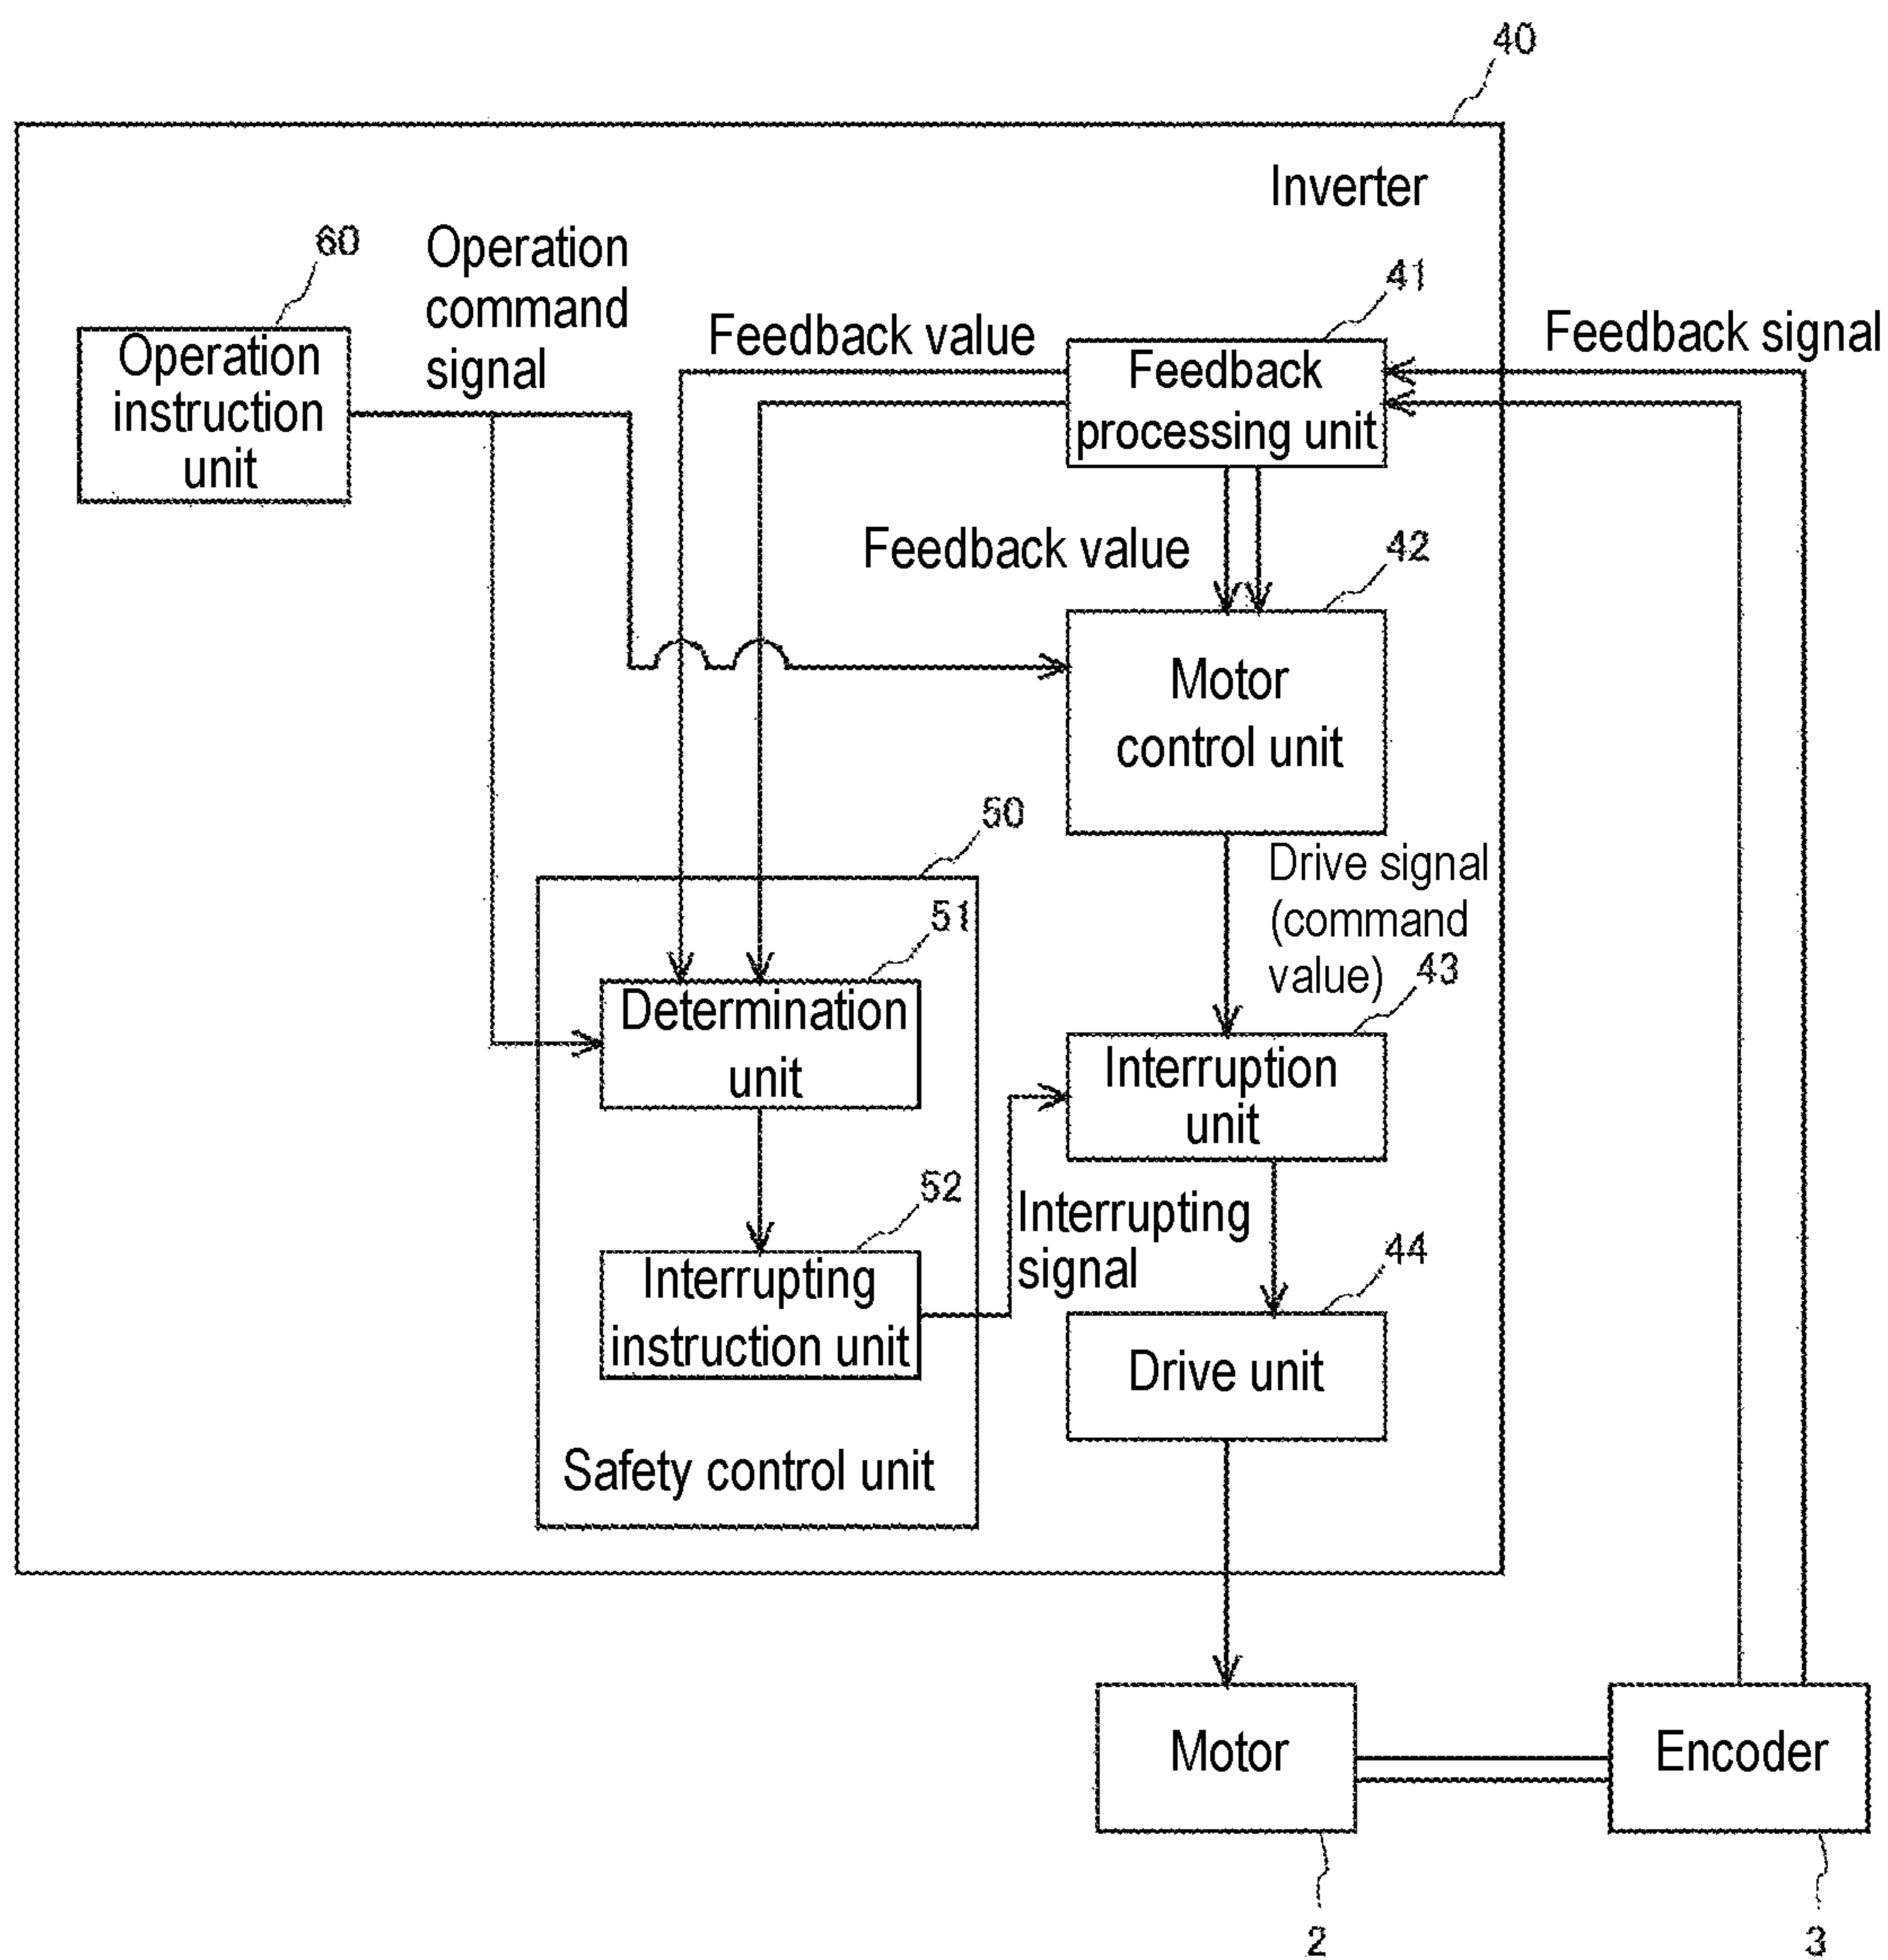 40
Inverter
60
Operation
command
signal
41
Feedback value
Feedback signal
Operation
instruction
unit
Feedback
processing unit
Feedback value
42
Motor
control unit
50
Drive signal
(command
value)
51
43
Determination
unit
Interruption
unit
52
Interrupting
signal
44
Interrupting
instruction unit
Drive unit
Safety control unit
Motor
Encoder
2
3